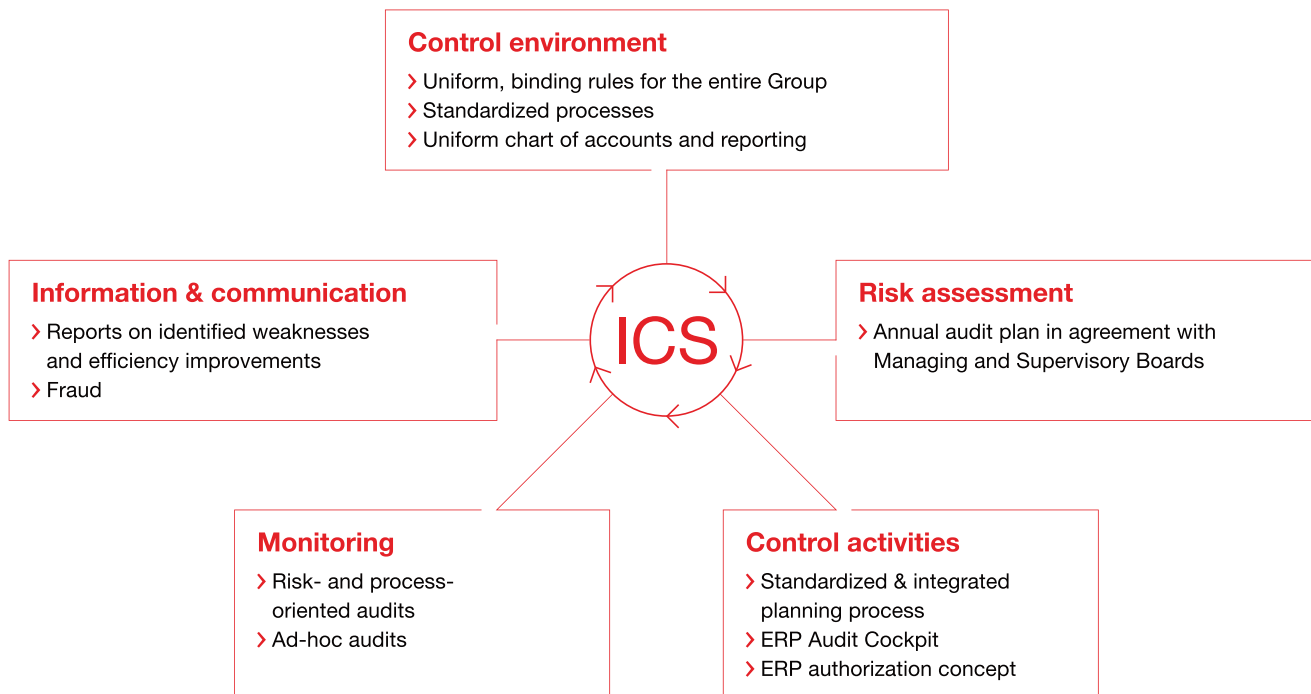 Control environment
Uniform, binding rules for the entire Group
Standardized processes
Uniform chart of accounts and reporting
Information & communication
Reports on identified weaknesses
and efficiency improvements
Fraud
ICS
Risk assessment
Annual audit plan in agreement with
Managing and Supervisory Boards
Monitoring
Risk- and process-
oriented audits
Ad-hoc audits
Control activities
Standardized & integrated
planning process
ERP Audit Cockpit
ERP authorization concept